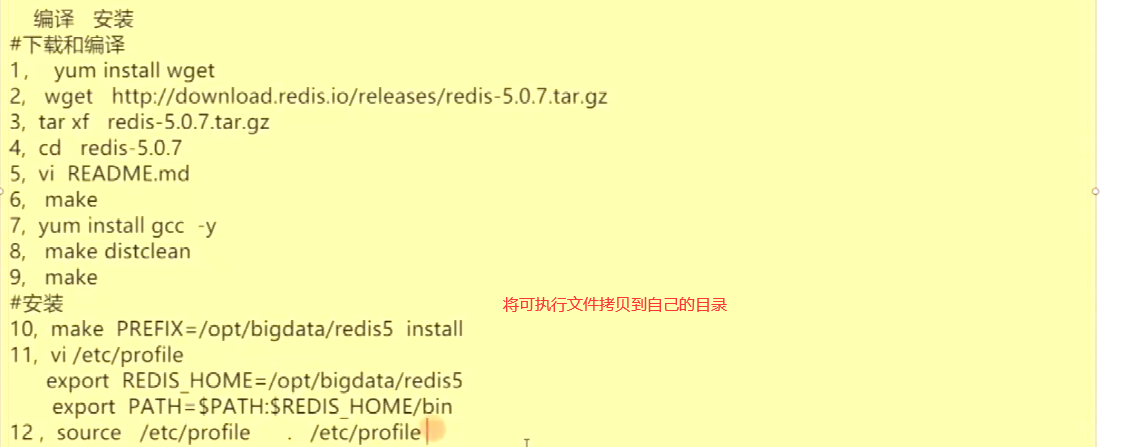 编译 安装
#下载和编译
1, yum install wget
2, wget http://download.redis.io/releases/redis-5.0.7.tar.gz
3, tar xf redis-5.0.7.tar.gz
4, cd redis-5.0.7
5, vi README.md
6, make
7, yum install gcc -y
8, make distclean
9, make
#安装
将可执行文件拷贝到自己的目录
10, make PREFIX=/opt/bigdata/redis5 install
11, vi /etc/profile
export REDIS_HOME=/opt/bigdata/redis5
export PATH=$PATH:$REDIS_HOME/bin
12 , source /etc/profile . /etc/profile